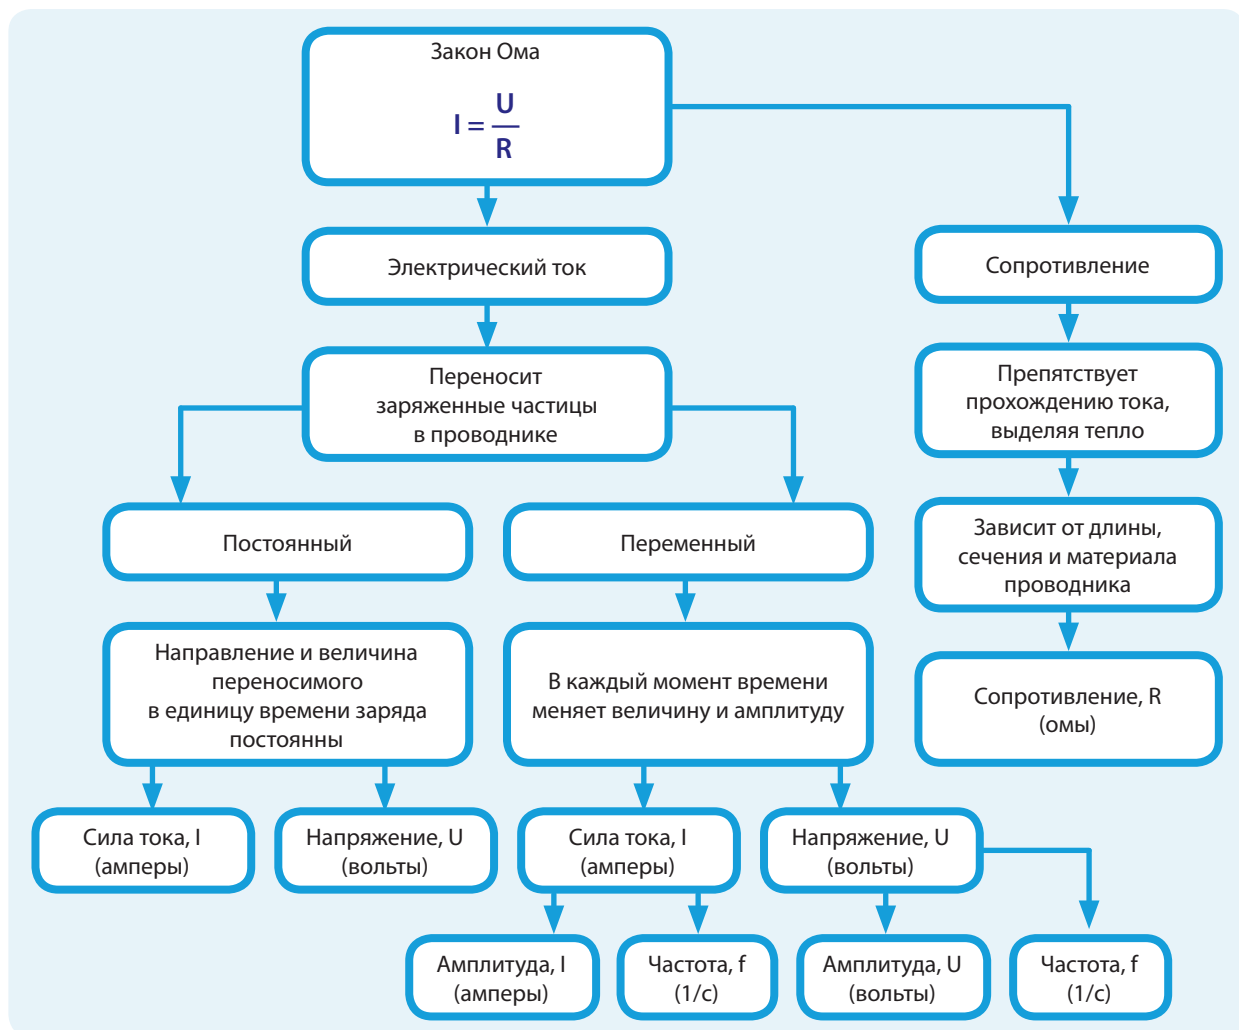 Закон Ома
I = U
R
Электрический ток
Сопротивление
Переносит
заряженные частицы
в проводнике
Препятствует
прохождению тока,
выделяя тепло
Постоянный
Переменный
Зависит от длины,
сечения и материала
проводника
Направление и величина
переносимого
в единицу времени заряда
постоянны
В каждый момент времени
меняет величину и амплитуду
Сопротивление, R
(омы)
Сила тока, I
(амперы)
Напряжение, U
(вольты)
Сила тока, I
(амперы)
Напряжение, U
(вольты)
Амплитуда, I
(амперы)
Частота, f
(1/с)
Амплитуда, U
(вольты)
Частота, f
(1/с)